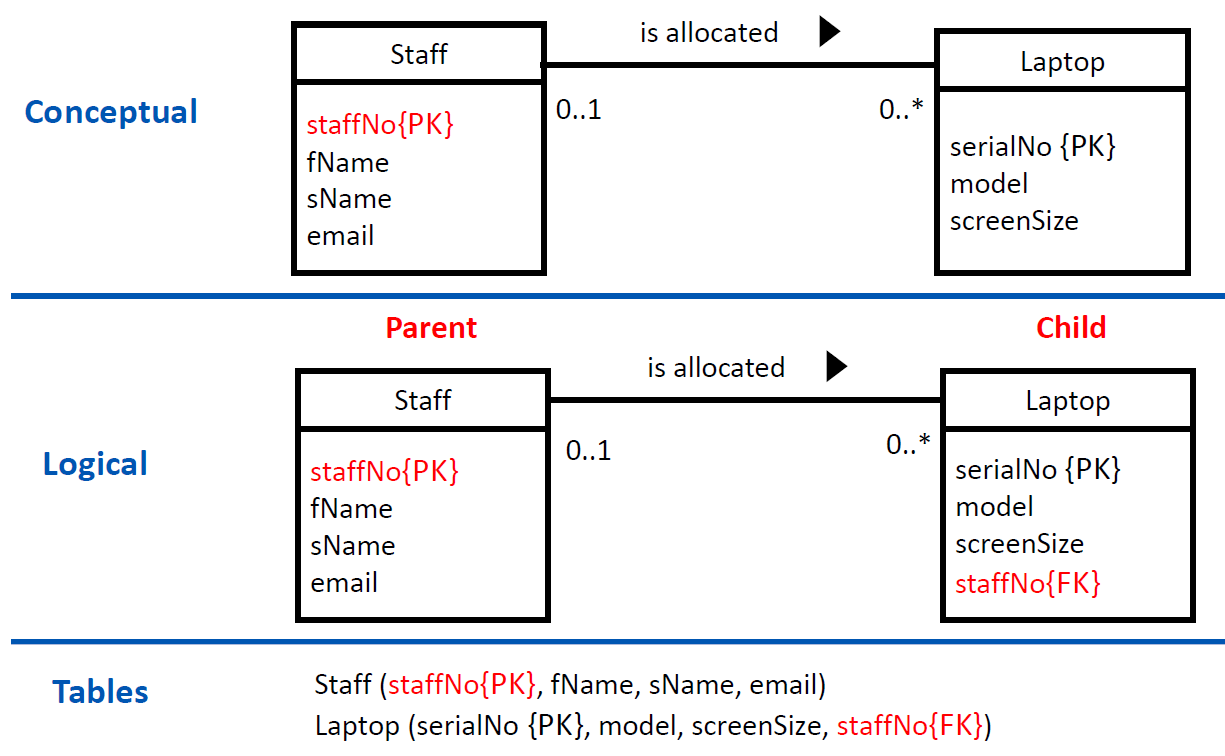 Conceptual
Staff
staffNo{PK}
fName
sName
email
is allocated
0..1
0..*
Laptop
serialNo {PK}
model
screenSize
Logical
Parent
Child
Staff
staffNo{PK}
fName
sName
email
is allocated
0..1
0..*
Laptop
serialNo {PK}
model
screenSize
staffNo{FK}
Tables
Staff (staffNo{PK}, fName, sName, email)
Laptop (serialNo {PK}, model, screenSize, staffNo{FK})